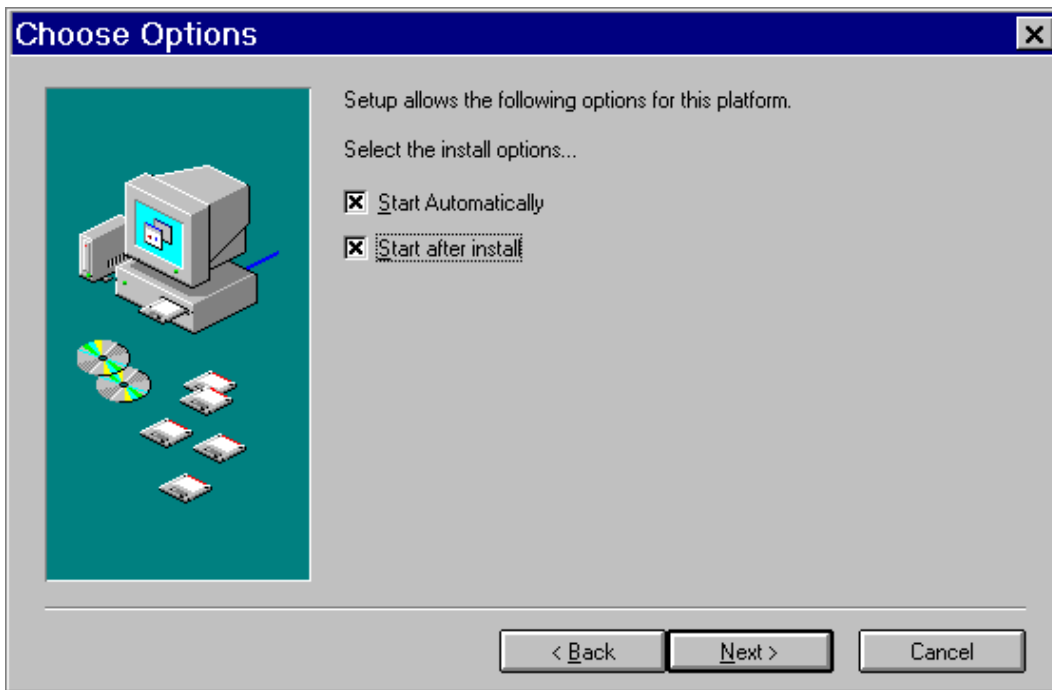 Choose Options
Setup allows the following options for this platform.
Select the install options...
Start Automatically
Start after install
< Back
Next >
Cancel